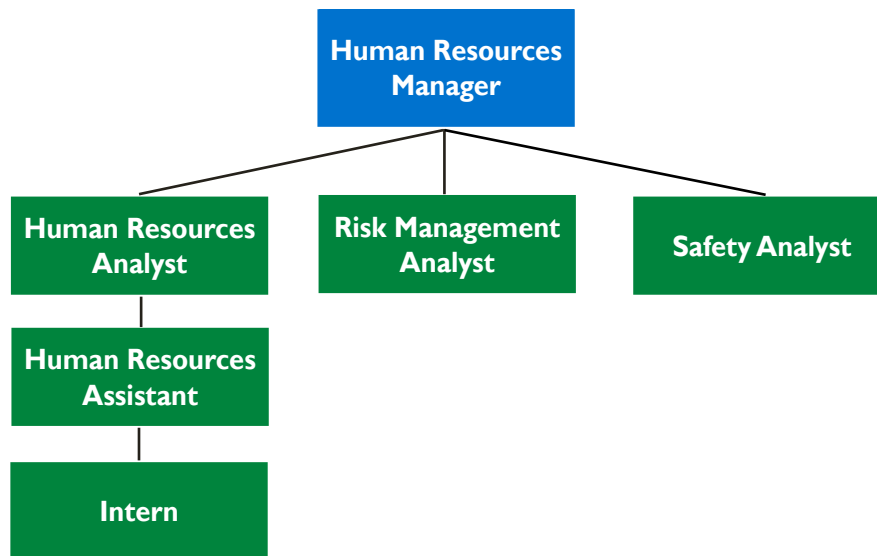 Human Resources
Manager
Human Resources
Analyst
Risk Management
Analyst
Safety Analyst
Human Resources
Assistant
Intern